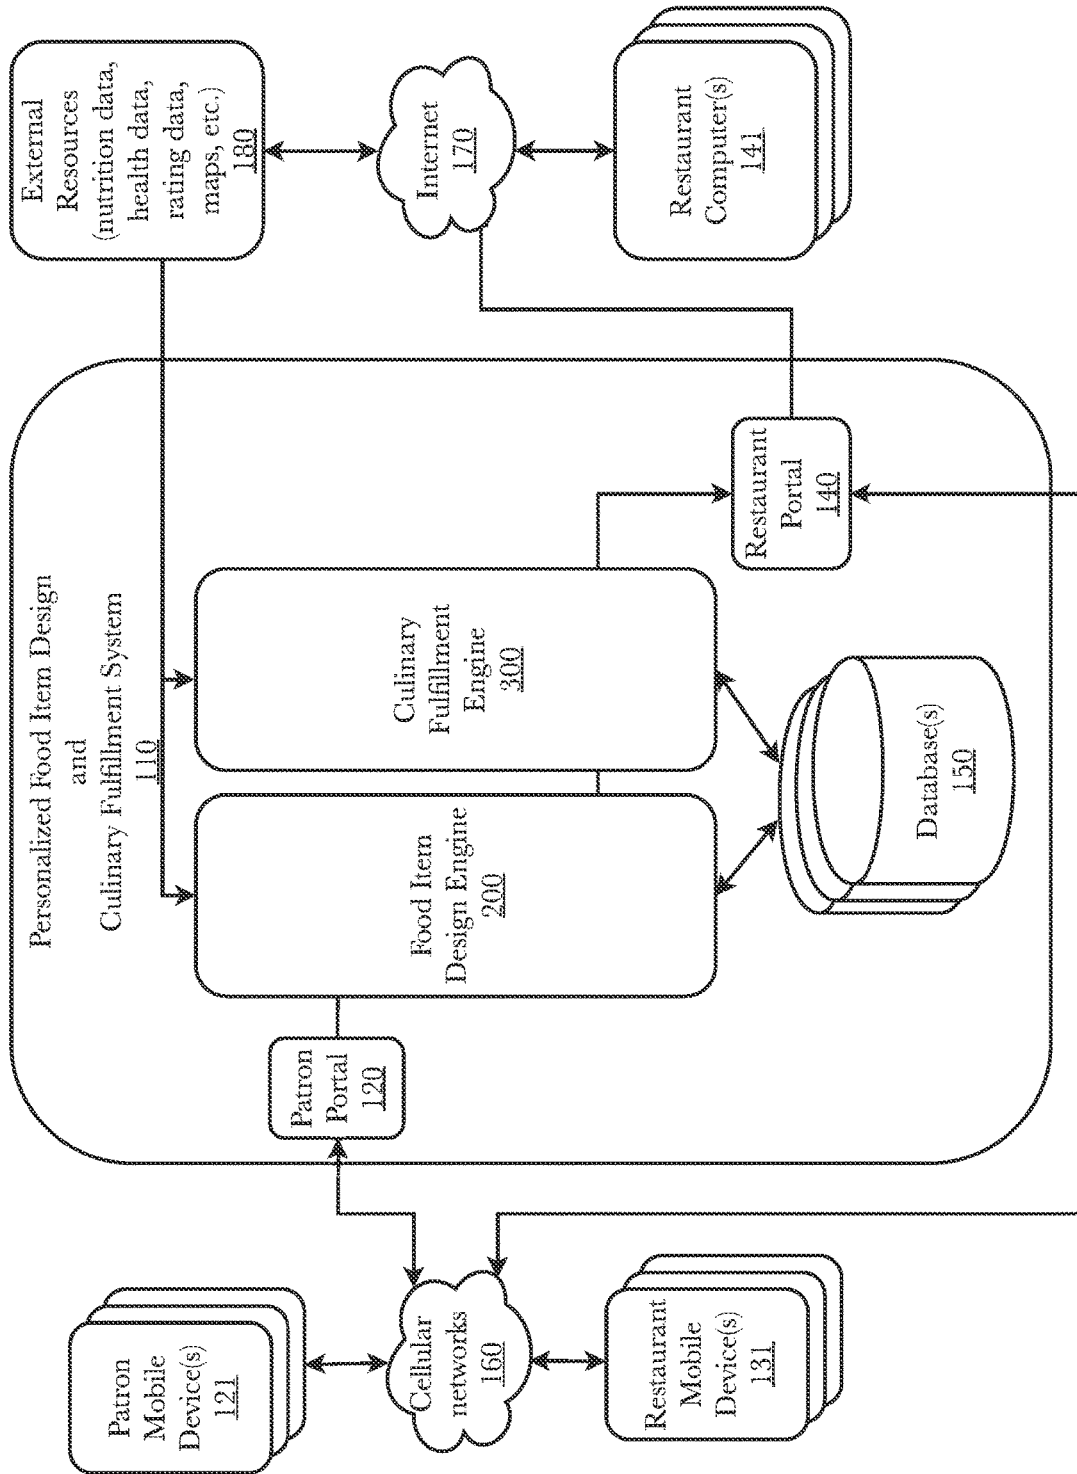 Patron
Mobile
Device(s)
121
Cellular
networks
160
Restaurant
Mobile
Device(s)
131
Personalized Food Item Design
and
Culinary Fulfillment System
110
Patron
Portal
120
Food Item
Design Engine
200
Culinary
Fulfillment
Engine
300
Database(s)
150
Restaurant
Portal
140
External
Resources
(nutrition data,
health data,
rating data,
maps, etc.)
180
Internet
170
Restaurant
Computer(s)
141